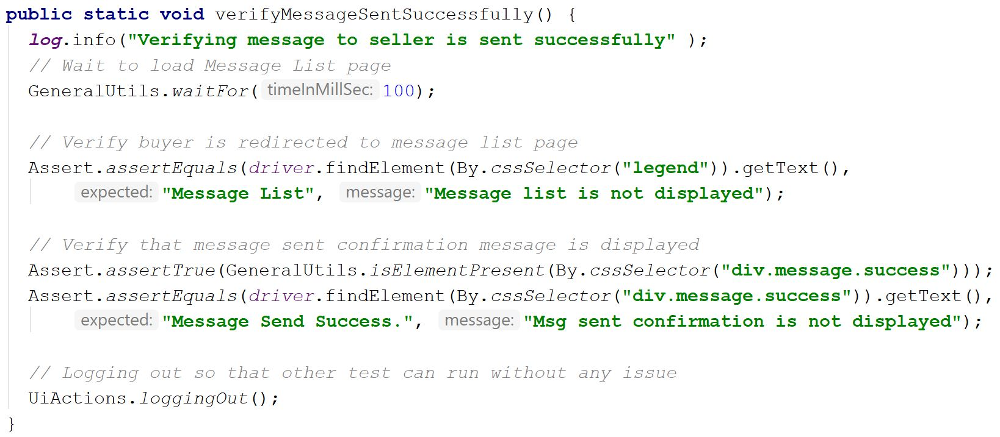 public static void verifyMessageSentSuccessfully() {
log.info("Verifying message to seller is sent successfully" );
// Wait to load Message List page
GeneralUtils.waitFor( timeInMillSec: 100);
// Verify buyer is redirected to message list page
Assert.assertEquals(driver.findElement(By.cssSelector("legend")).getText(),
expected: "Message List", message: "Message list is not displayed");
// Verify that message sent confirmation message is displayed
Assert.assertTrue(GeneralUtils.isElementPresent(By.cssSelector("div.message.success")));
Assert.assertEquals(driver.findElement(By.cssSelector("div.message.success")).getText(),
expected: "Message Send Success.", message: "Msg sent confirmation is not displayed");
// Logging out so that other test can run without any issue
UiActions.loggingOut();
}